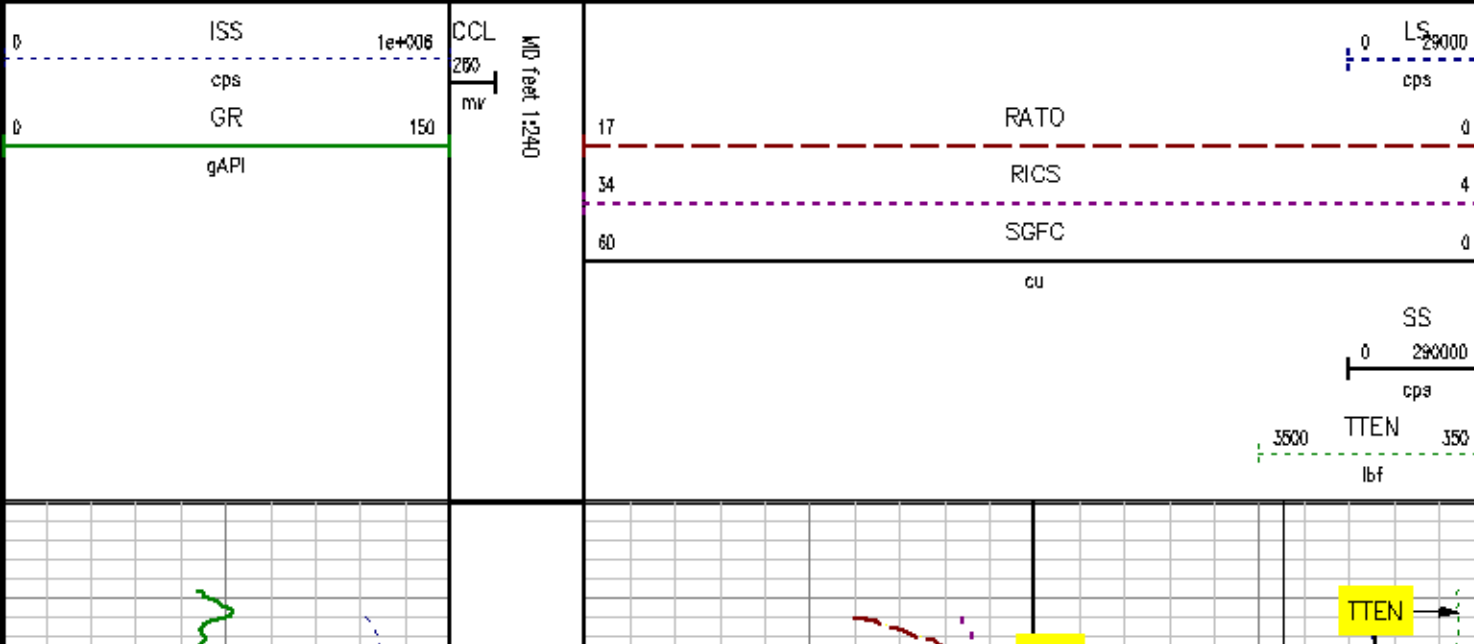 ISS
0 1e+006
cps
GR
0 150
gAPI
CCL
260
mV
MD feet 1:240
LS
0 29000
cps
RATO
17 0
RICS
34 4
SGFC
60 0
cu
SS
0 290000
cps
TTEN
3500 350
lbf
TTEN